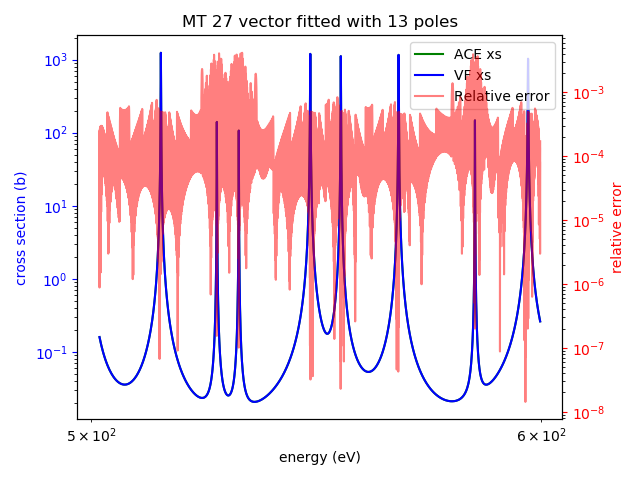 MT 27 vector fitted with 13 poles
ACE xs
VF xs
Relative error
cross section (b)
10³
10²
10¹
10⁰
10⁻¹
10⁻³
10⁻⁴
10⁻⁵
10⁻⁶
10⁻⁷
10⁻⁸
relative error
5 × 10²
6 × 10²
energy (eV)